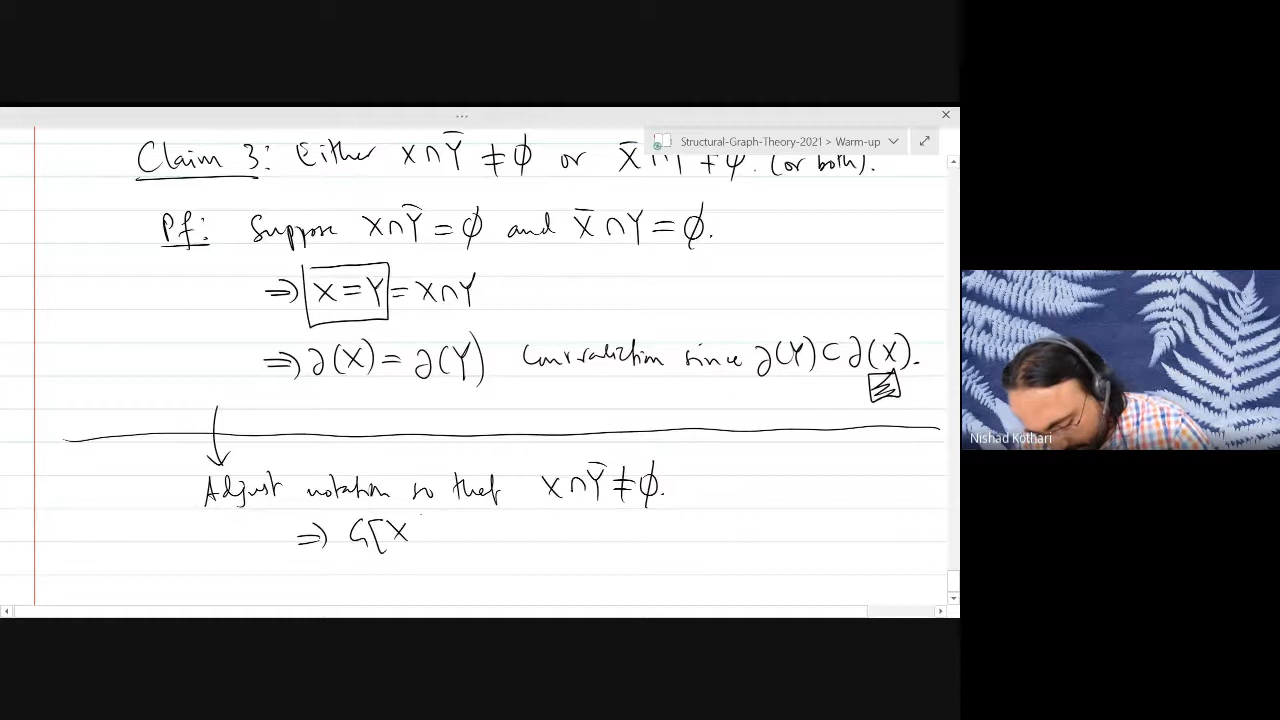 Structural-Graph-Theory-2021 > Warm-up
Claim 3: Either X ∩ Y̅ ≠ ϕ or X̅ ∩ Y ≠ ϕ. (or both).
Pf: Suppose X ∩ Y̅ = ϕ and X̅ ∩ Y = ϕ.
⇒ X = Y = X ∩ Y
⇒ ∂(X) = ∂(Y) Contradiction since ∂(Y) ⊂ ∂(X).
Adjust notation so that X ∩ Y̅ ≠ ϕ.
⇒ G[X
Nishad Kothari